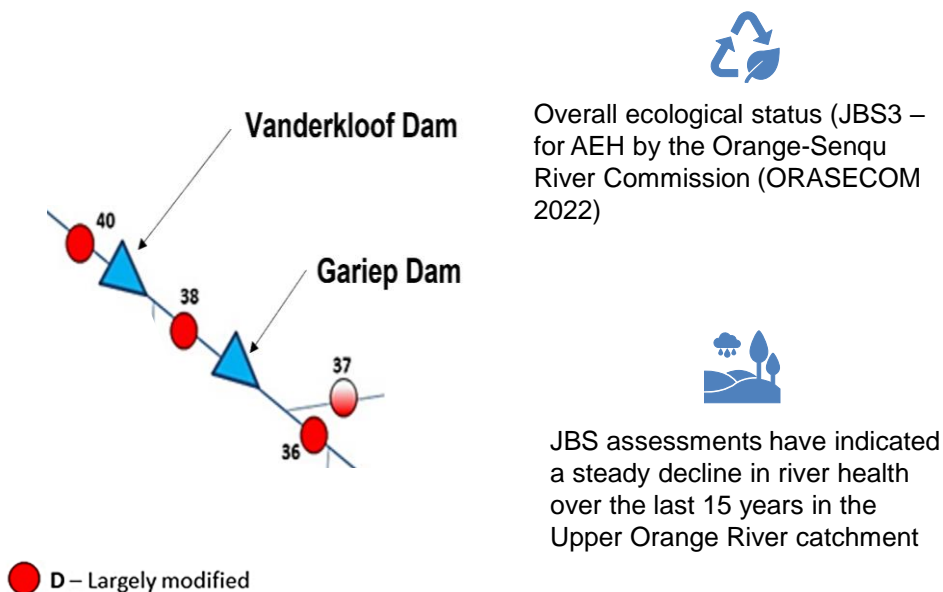 Vanderkloof Dam
40
Gariep Dam
38
37
36
D – Largely modified
Overall ecological status (JBS3 –
for AEH by the Orange-Senqu
River Commission (ORASECOM
2022)
JBS assessments have indicated
a steady decline in river health
over the last 15 years in the
Upper Orange River catchment